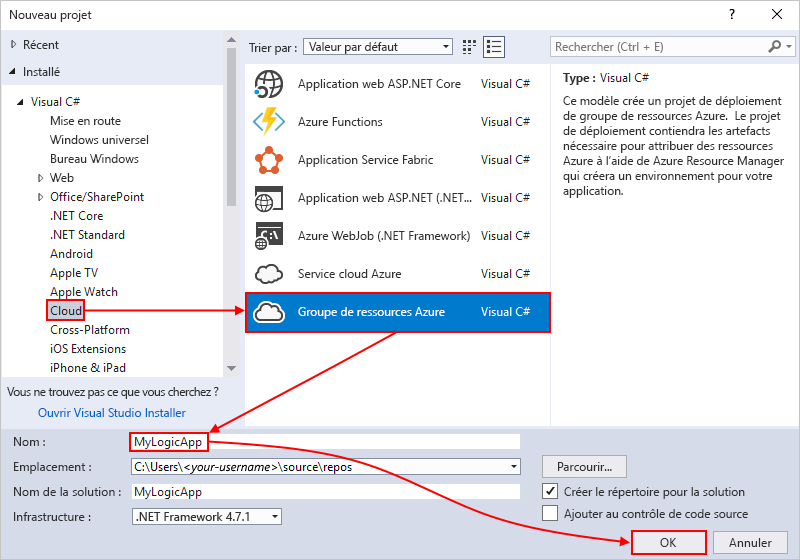 Nouveau projet
?
Récent
Installé
Visual C#
Mise en route
Windows universel
Bureau Windows
Web
Office/SharePoint
.NET Core
.NET Standard
Android
Apple TV
Apple Watch
Cloud
Cross-Platform
iOS Extensions
iPhone & iPad
Vous ne trouvez pas ce que vous cherchez ?
Ouvrir Visual Studio Installer
Trier par : Valeur par défaut
Application web ASP.NET Core Visual C#
Azure Functions Visual C#
Application Service Fabric Visual C#
Application web ASP.NET (.NET... Visual C#
Azure WebJob (.NET Framework) Visual C#
Service cloud Azure Visual C#
Groupe de ressources Azure Visual C#
Rechercher (Ctrl + E)
Type : Visual C#
Ce modèle crée un projet de déploiement
de groupe de ressources Azure. Le projet
de déploiement contiendra les artefacts
nécessaire pour attribuer des ressources
Azure à l'aide de Azure Resource Manager
qui créera un environnement pour votre
application.
Nom : MyLogicApp
Emplacement : C:\Users\<your-username>\source\repos
Parcourir...
Nom de la solution : MyLogicApp
Créer le répertoire pour la solution
Infrastructure : .NET Framework 4.7.1
Ajouter au contrôle de code source
OK
Annuler